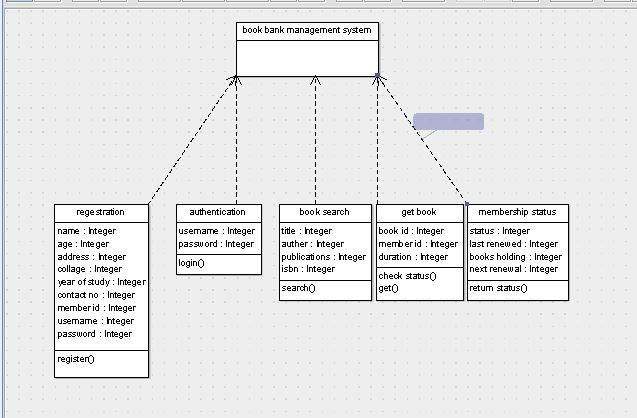 book bank management system
regestration
name : Integer
age : Integer
address : Integer
collage : Integer
year of study : Integer
contact no : Integer
member id : Integer
username : Integer
password : Integer
register()
authentication
username : Integer
password : Integer
login()
book search
title : Integer
auther : Integer
publications : Integer
isbn : Integer
search()
get book
book id : Integer
member id : Integer
duration : Integer
check status()
get()
membership status
status : Integer
last renewed : Integer
books holding : Integer
next renewal : Integer
return status()